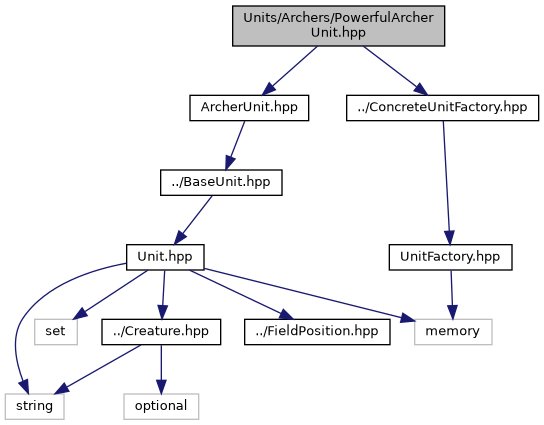 Units/Archers/PowerfulArcher
Unit.hpp
ArcherUnit.hpp
../ConcreteUnitFactory.hpp
../BaseUnit.hpp
Unit.hpp
UnitFactory.hpp
set
../Creature.hpp
../FieldPosition.hpp
memory
string
optional